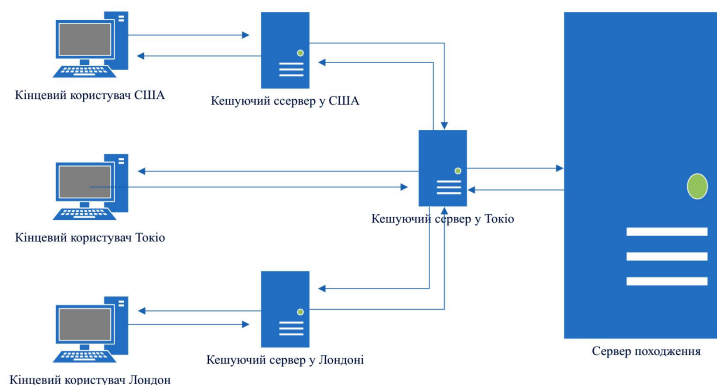 Кінцевий користувач США
Кешуючий ссервер у США
Кінцевий користувач Токіо
Кешуючий сервер у Токіо
Кінцевий користувач Лондон
Кешуючий сервер у Лондоні
Сервер походження